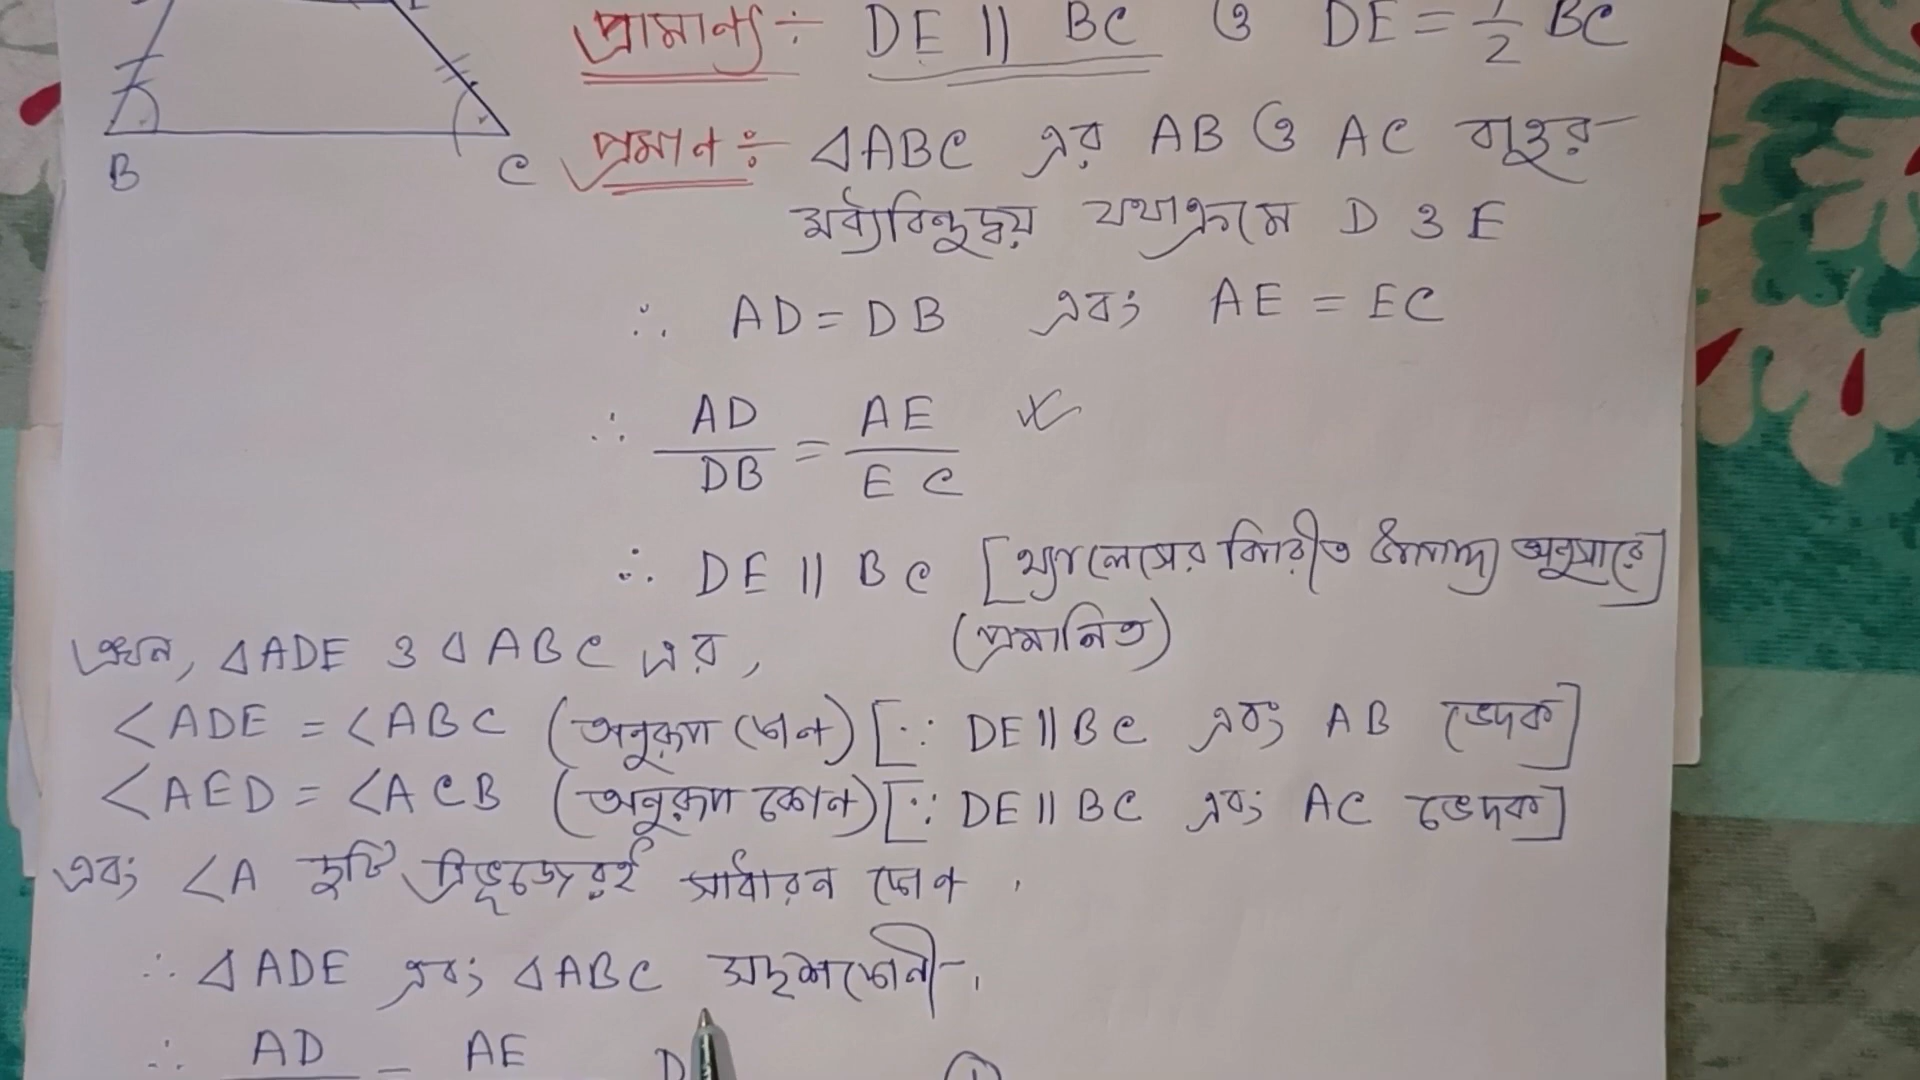 প্রামান্য ÷ DE || BC ও DE = 1/2 BC
B C
প্রমান ÷ △ABC এর AB ও AC বাহুর
মধ্যবিন্দুদ্বয় যথাক্রমে D ও E
∴ AD = DB এবং AE = EC
∴ AD/DB = AE/EC
∴ DE || BC [থ্যালেসের বিপরীত উপপাদ্য অনুসারে]
(প্রমানিত)
এখন, △ADE ও △ABC এর,
∠ADE = ∠ABC (অনুরূপ কোন) [∵ DE || BC এবং AB ভেদক]
∠AED = ∠ACB (অনুরূপ কোন) [∵ DE || BC এবং AC ভেদক]
এবং ∠A দুটি ত্রিভূজেরই সাধারন কোন ,
∴ △ADE এবং △ABC সদৃশকোনী ,
∴ AD = AE D